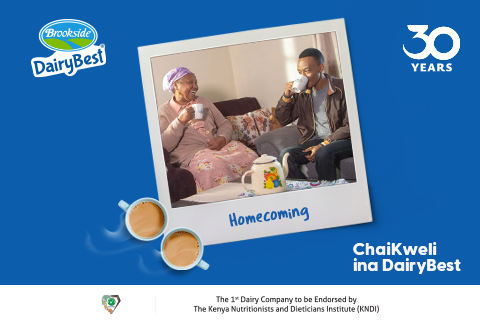 Brookside
DairyBest
30
YEARS
Homecoming
ChaiKweli
ina DairyBest
The 1st Dairy Company to be Endorsed by
The Kenya Nutritionists and Dieticians Institute (KNDI)